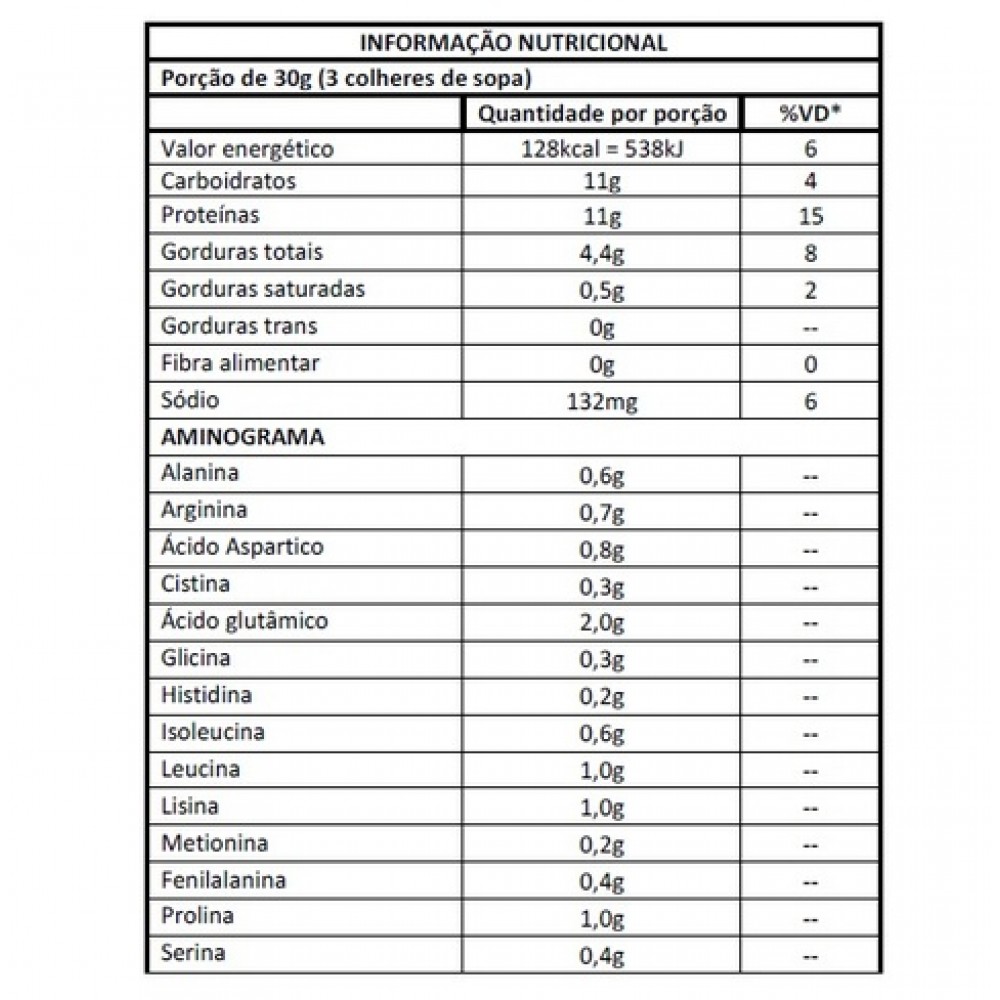 INFORMAÇÃO NUTRICIONAL
Porção de 30g (3 colheres de sopa)
Quantidade por porção %VD*
Valor energético 128kcal = 538kJ 6
Carboidratos 11g 4
Proteínas 11g 15
Gorduras totais 4,4g 8
Gorduras saturadas 0,5g 2
Gorduras trans 0g --
Fibra alimentar 0g 0
Sódio 132mg 6
AMINOGRAMA
Alanina 0,6g --
Arginina 0,7g --
Ácido Aspartico 0,8g --
Cistina 0,3g --
Ácido glutâmico 2,0g --
Glicina 0,3g --
Histidina 0,2g --
Isoleucina 0,6g --
Leucina 1,0g --
Lisina 1,0g --
Metionina 0,2g --
Fenilalanina 0,4g --
Prolina 1,0g --
Serina 0,4g --